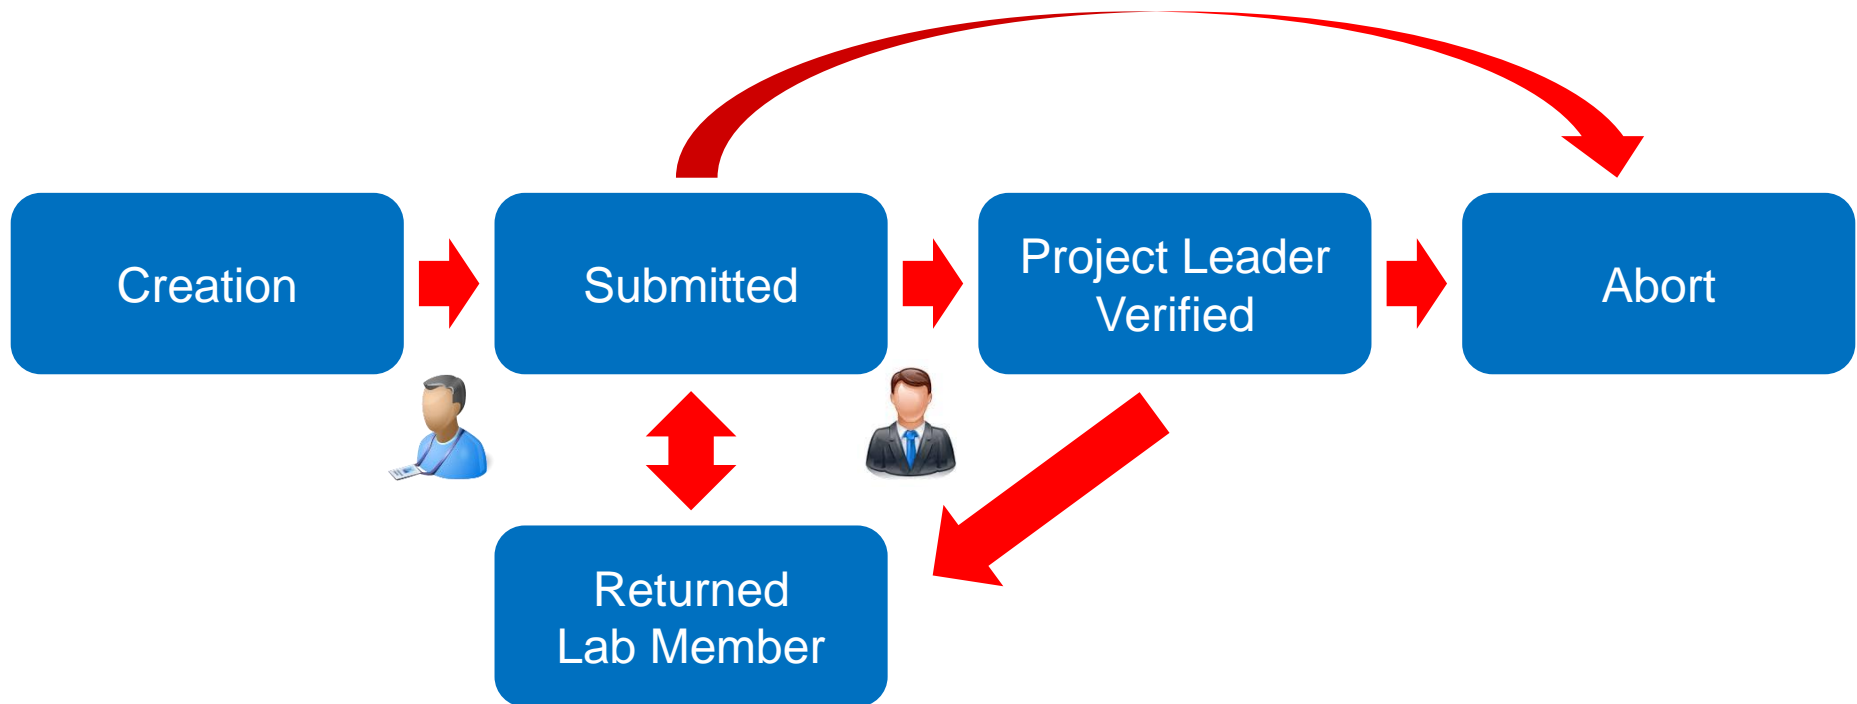 Creation
Submitted
Project Leader
Verified
Abort
Returned
Lab Member